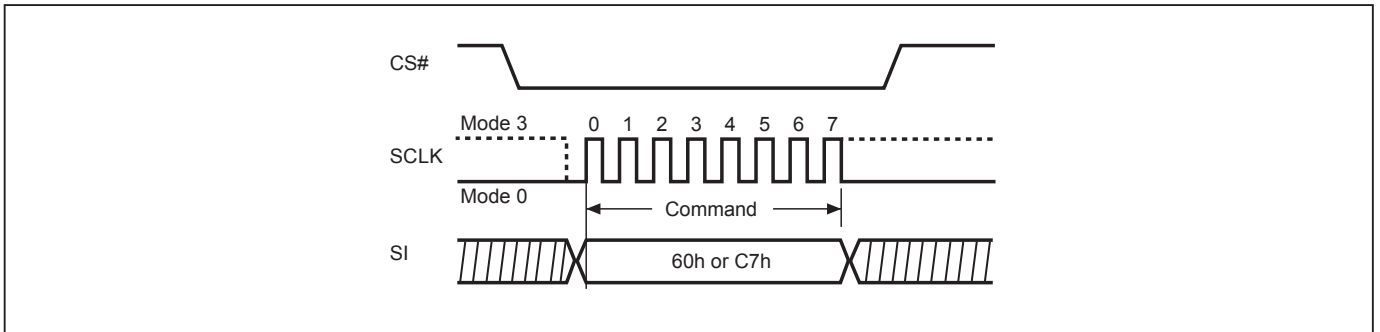 CS#
Mode 3 0 1 2 3 4 5 6 7
SCLK
Mode 0
Command
SI
60h or C7h